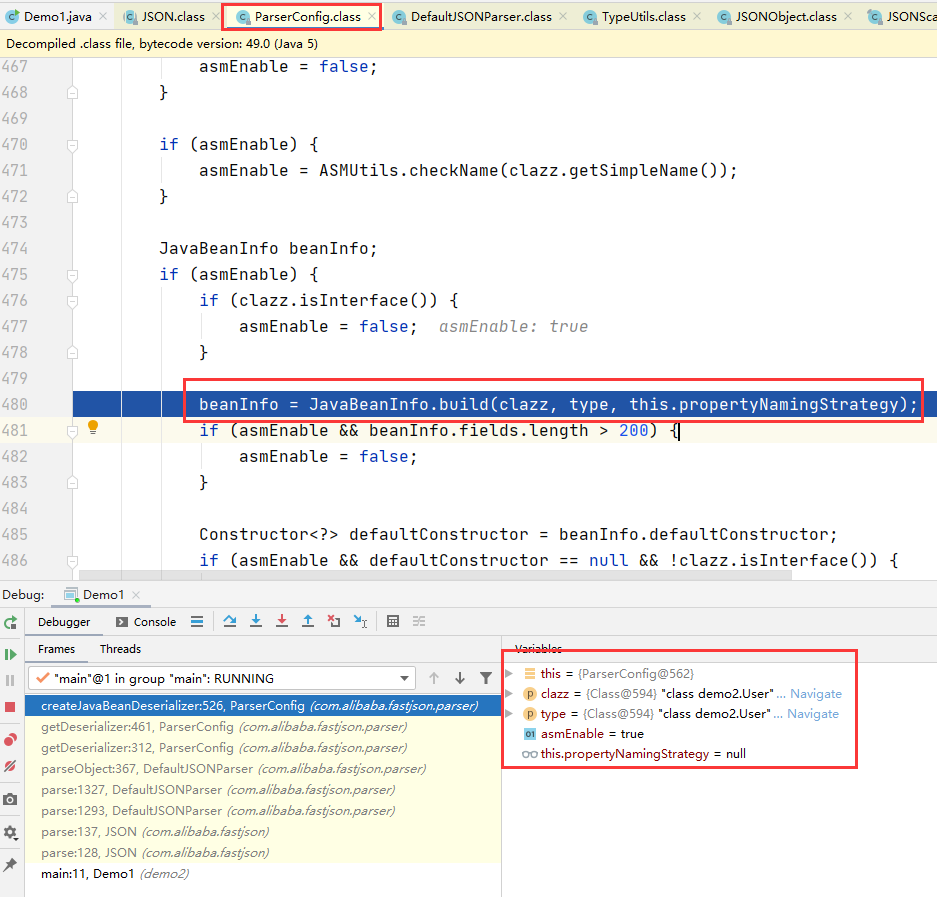 Demo1.java JSON.class ParserConfig.class DefaultJSONParser.class TypeUtils.class JSONObject.class JSONSca
Decompiled .class file, bytecode version: 49.0 (Java 5)
467 asmEnable = false;
468 }
469
470 if (asmEnable) {
471 asmEnable = ASMUtils.checkName(clazz.getSimpleName());
472 }
473
474 JavaBeanInfo beanInfo;
475 if (asmEnable) {
476 if (clazz.isInterface()) {
477 asmEnable = false; asmEnable: true
478 }
479
480 beanInfo = JavaBeanInfo.build(clazz, type, this.propertyNamingStrategy);
481 if (asmEnable && beanInfo.fields.length > 200) {
482 asmEnable = false;
483 }
484
485 Constructor<?> defaultConstructor = beanInfo.defaultConstructor;
486 if (asmEnable && defaultConstructor == null && !clazz.isInterface()) {
Debug: Demo1
Debugger Console
Frames Threads
"main"@1 in group "main": RUNNING
createJavaBeanDeserializer:526, ParserConfig (com.alibaba.fastjson.parser)
getDeserializer:461, ParserConfig (com.alibaba.fastjson.parser)
getDeserializer:312, ParserConfig (com.alibaba.fastjson.parser)
parseObject:367, DefaultJSONParser (com.alibaba.fastjson.parser)
parse:1327, DefaultJSONParser (com.alibaba.fastjson.parser)
parse:1293, DefaultJSONParser (com.alibaba.fastjson.parser)
parse:137, JSON (com.alibaba.fastjson)
parse:128, JSON (com.alibaba.fastjson)
main:11, Demo1 (demo2)
Variables
this = {ParserConfig@562}
p clazz = {Class@594} "class demo2.User" ... Navigate
p type = {Class@594} "class demo2.User" ... Navigate
01 asmEnable = true
this.propertyNamingStrategy = null